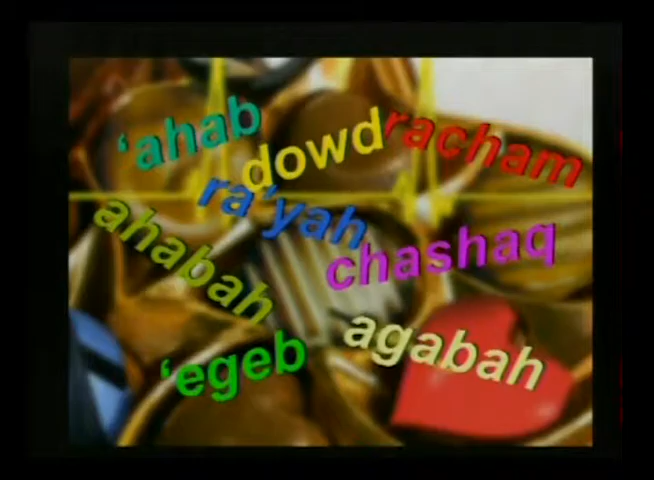 ‘ahab
dowd
racham
ra’yah
ahabah
chashaq
agabah
‘egeb